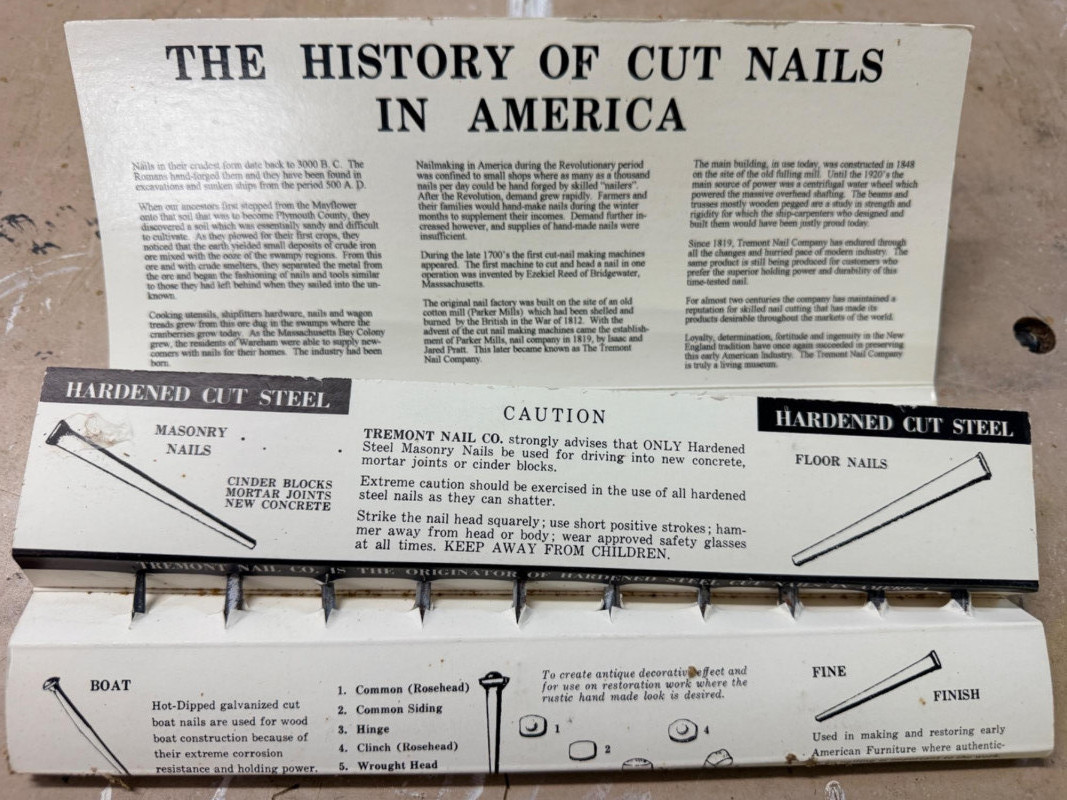 THE HISTORY OF CUT NAILS
IN AMERICA
Nails in their crudest form date back to 3000 B. C. The
Romans hand-forged them and they have been found in
excavations and sunken ships from the period 500 A. D.
When our ancestors first stepped from the Mayflower
onto that soil that was to become Plymouth County, they
discovered a soil which was essentially sandy and difficult
to cultivate. As they plowed for their first crops, they
noticed that the earth yielded small deposits of crude iron
ore mixed with the ooze of the swampy regions. From this
ore and with crude smelters, they separated the metal from
the ore and began the fashioning of nails and tools similar
to those they had left behind when they sailed into the un-
known.
Cooking utensils, shipfitters hardware, nails and wagon
treads grew from this ore dug in the swamps where the
cranberries grow today. As the Massachusetts Bay Colony
grew, the residents of Wareham were able to supply new-
comers with nails for their homes. The industry had been
born.
Nailmaking in America during the Revolutionary period
was confined to small shops where as many as a thousand
nails per day could be hand forged by skilled "nailers".
After the Revolution, demand grew rapidly. Farmers and
their families would hand-make nails during the winter
months to supplement their incomes. Demand further in-
creased however, and supplies of hand-made nails were
insufficient.
During the late 1700's the first cut-nail making machines
appeared. The first machine to cut and head a nail in one
operation was invented by Ezekiel Reed of Bridgewater,
Massachusetts.
The original nail factory was built on the site of an old
cotton mill (Parker Mills) which had been shelled and
burned by the British in the War of 1812. With the
advent of the cut nail making machines came the establish-
ment of Parker Mills, nail company in 1819, by Isaac and
Jared Pratt. This later became known as The Tremont
Nail Company.
The main building, in use today, was constructed in 1848
on the site of the old fulling mill. Until the 1920's the
main source of power was a centrifugal water wheel which
powered the massive overhead shafting. The beams and
trusses mostly wooden pegged are a study in strength and
rigidity for which the ship-carpenters who designed and
built them would have been justly proud today.
Since 1819, Tremont Nail Company has endured through
all the changes and hurried pace of modern industry. The
same product is still being produced for customers who
prefer the superior holding power and durability of this
time-tested nail.
For almost two centuries the company has maintained a
reputation for skilled nail cutting that has made its
products desirable throughout the markets of the world.
Loyalty, determination, fortitude and ingenuity in the New
England tradition have once again succeeded in preserving
this early American Industry. The Tremont Nail Company
is truly a living museum.
HARDENED CUT STEEL
MASONRY
NAILS
CINDER BLOCKS
MORTAR JOINTS
NEW CONCRETE
CAUTION
TREMONT NAIL CO. strongly advises that ONLY Hardened
Steel Masonry Nails be used for driving into new concrete,
mortar joints or cinder blocks.
Extreme caution should be exercised in the use of all hardened
steel nails as they can shatter.
Strike the nail head squarely; use short positive strokes; ham-
mer away from head or body; wear approved safety glasses
at all times. KEEP AWAY FROM CHILDREN.
HARDENED CUT STEEL
FLOOR NAILS
TREMONT NAIL CO. IS THE ORIGINATOR OF HARDENED STEEL CUT
BOAT
Hot-Dipped galvanized cut
boat nails are used for wood
boat construction because of
their extreme corrosion
resistance and holding power.
1. Common (Rosehead)
2. Common Siding
3. Hinge
4. Clinch (Rosehead)
5. Wrought Head
To create antique decorative effect and
for use on restoration work where the
rustic hand made look is desired.
1
2
4
FINE
FINISH
Used in making and restoring early
American Furniture where authentic-